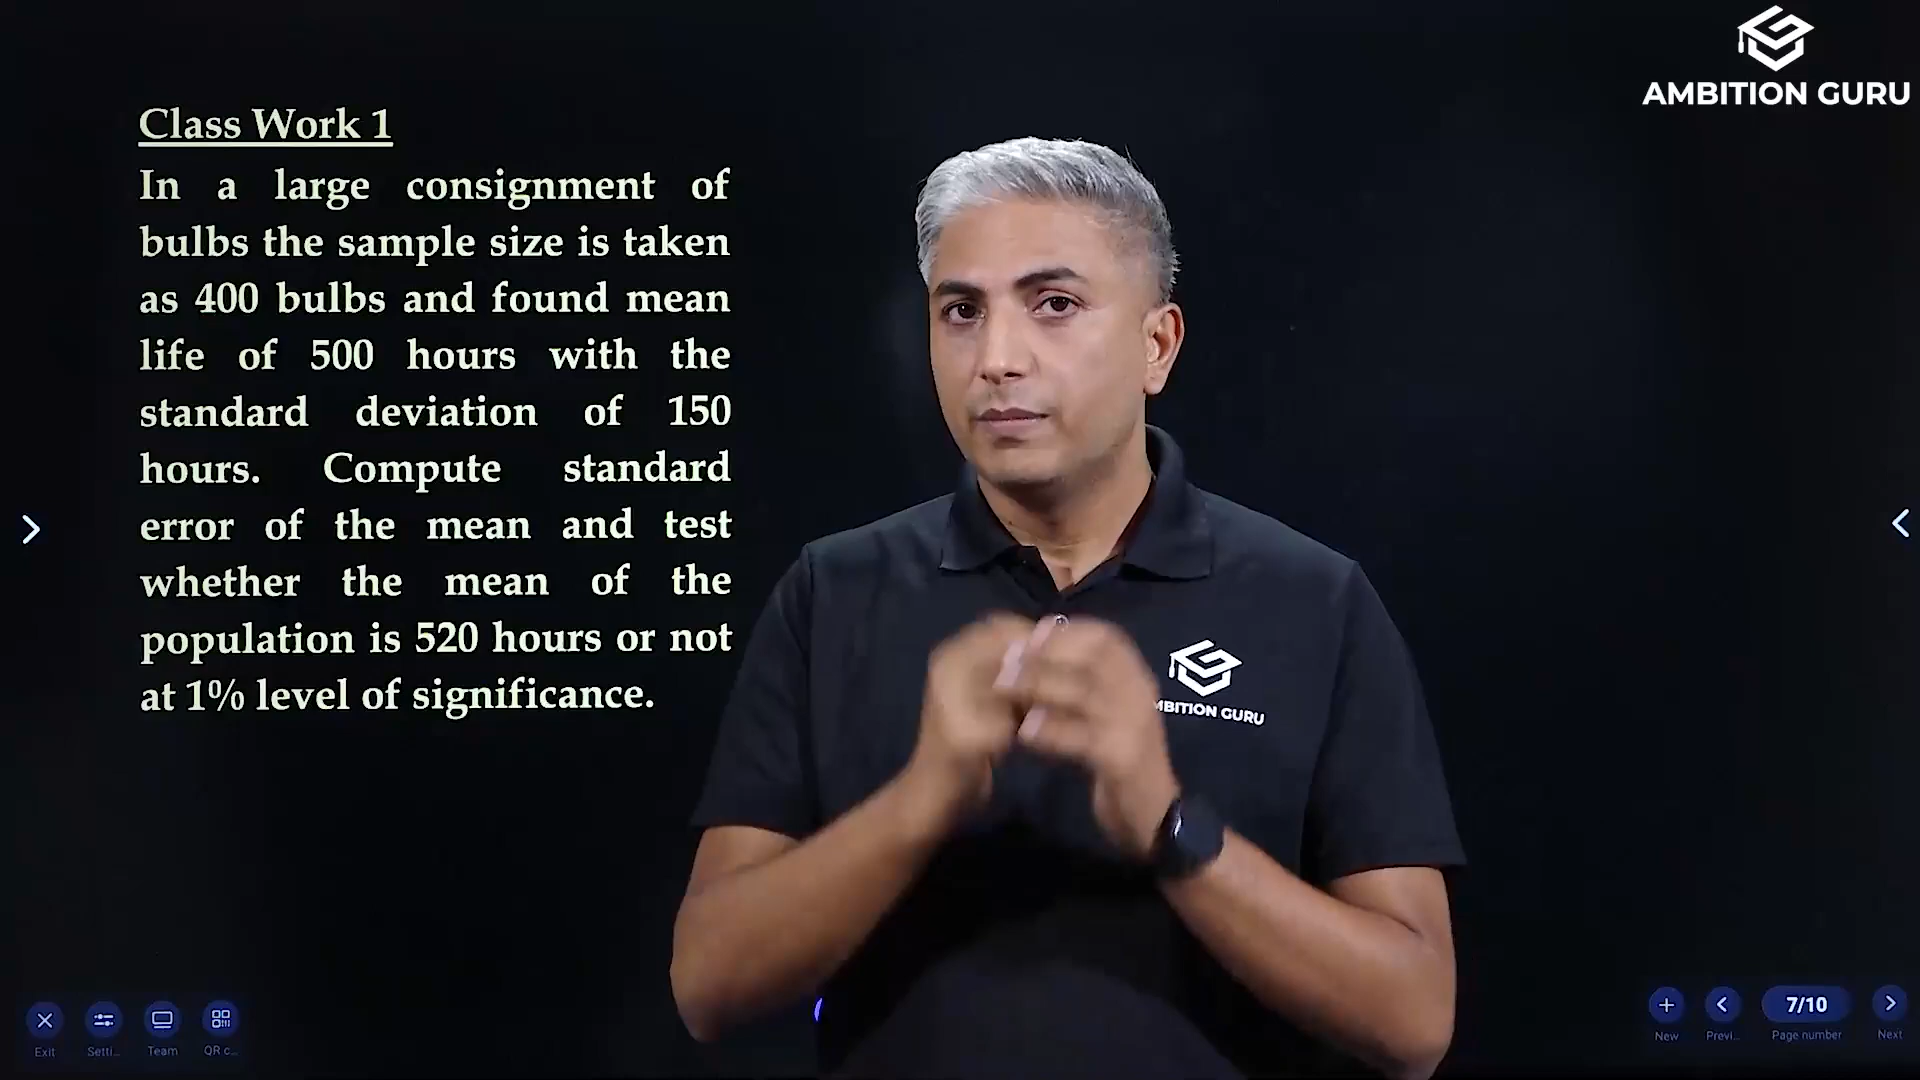 AMBITION GURU
Class Work 1
In a large consignment of
bulbs the sample size is taken
as 400 bulbs and found mean
life of 500 hours with the
standard deviation of 150
hours. Compute standard
error of the mean and test
whether the mean of the
population is 520 hours or not
at 1% level of significance.
MBITION GURU
Exit
Setti...
Team
QR c...
New
Previ...
7/10
Page number
Next